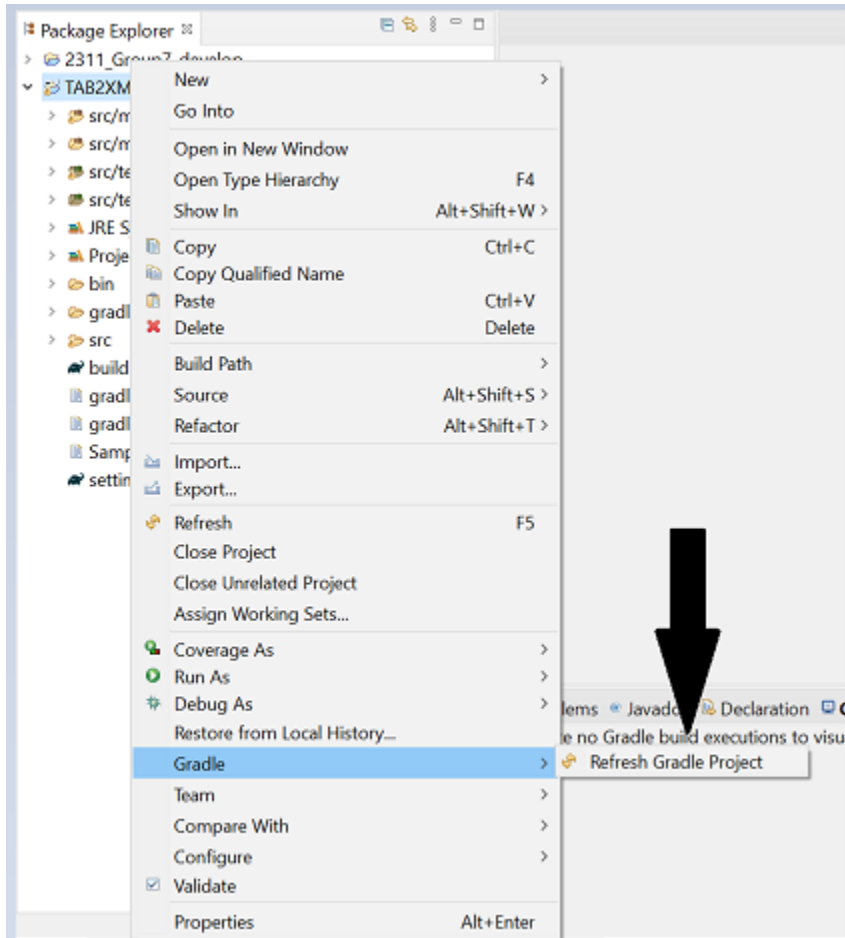 Package Explorer
2311_Group7_develop
TAB2XM
src/m
src/m
src/te
src/te
JRE S
Proje
bin
gradl
src
build
gradl
gradl
Samp
settin
New
Go Into
Open in New Window
Open Type Hierarchy F4
Show In Alt+Shift+W
Copy Ctrl+C
Copy Qualified Name
Paste Ctrl+V
Delete Delete
Build Path
Source Alt+Shift+S
Refactor Alt+Shift+T
Import...
Export...
Refresh F5
Close Project
Close Unrelated Project
Assign Working Sets...
Coverage As
Run As
Debug As
Restore from Local History...
Gradle
Team
Compare With
Configure
Validate
Properties Alt+Enter
lems Javado Declaration
e no Gradle build executions to visu
Refresh Gradle Project